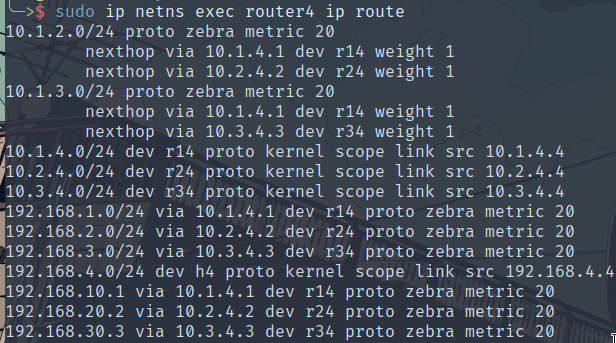 ╰─>$ sudo ip netns exec router4 ip route
10.1.2.0/24 proto zebra metric 20
        nexthop via 10.1.4.1 dev r14 weight 1
        nexthop via 10.2.4.2 dev r24 weight 1
10.1.3.0/24 proto zebra metric 20
        nexthop via 10.1.4.1 dev r14 weight 1
        nexthop via 10.3.4.3 dev r34 weight 1
10.1.4.0/24 dev r14 proto kernel scope link src 10.1.4.4
10.2.4.0/24 dev r24 proto kernel scope link src 10.2.4.4
10.3.4.0/24 dev r34 proto kernel scope link src 10.3.4.4
192.168.1.0/24 via 10.1.4.1 dev r14 proto zebra metric 20
192.168.2.0/24 via 10.2.4.2 dev r24 proto zebra metric 20
192.168.3.0/24 via 10.3.4.3 dev r34 proto zebra metric 20
192.168.4.0/24 dev h4 proto kernel scope link src 192.168.4.4
192.168.10.1 via 10.1.4.1 dev r14 proto zebra metric 20
192.168.20.2 via 10.2.4.2 dev r24 proto zebra metric 20
192.168.30.3 via 10.3.4.3 dev r34 proto zebra metric 20